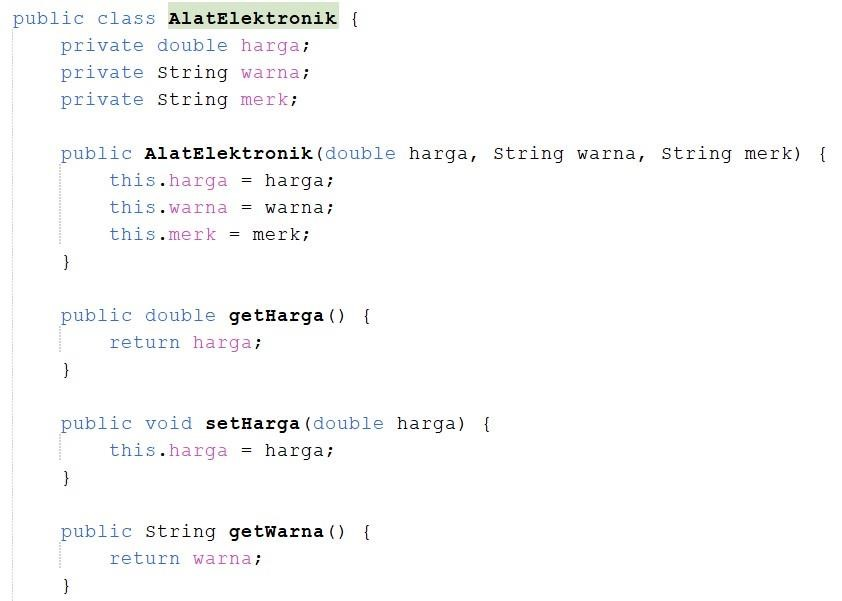 public class AlatElektronik {
    private double harga;
    private String warna;
    private String merk;

    public AlatElektronik(double harga, String warna, String merk) {
        this.harga = harga;
        this.warna = warna;
        this.merk = merk;
    }

    public double getHarga() {
        return harga;
    }

    public void setHarga(double harga) {
        this.harga = harga;
    }

    public String getWarna() {
        return warna;
    }